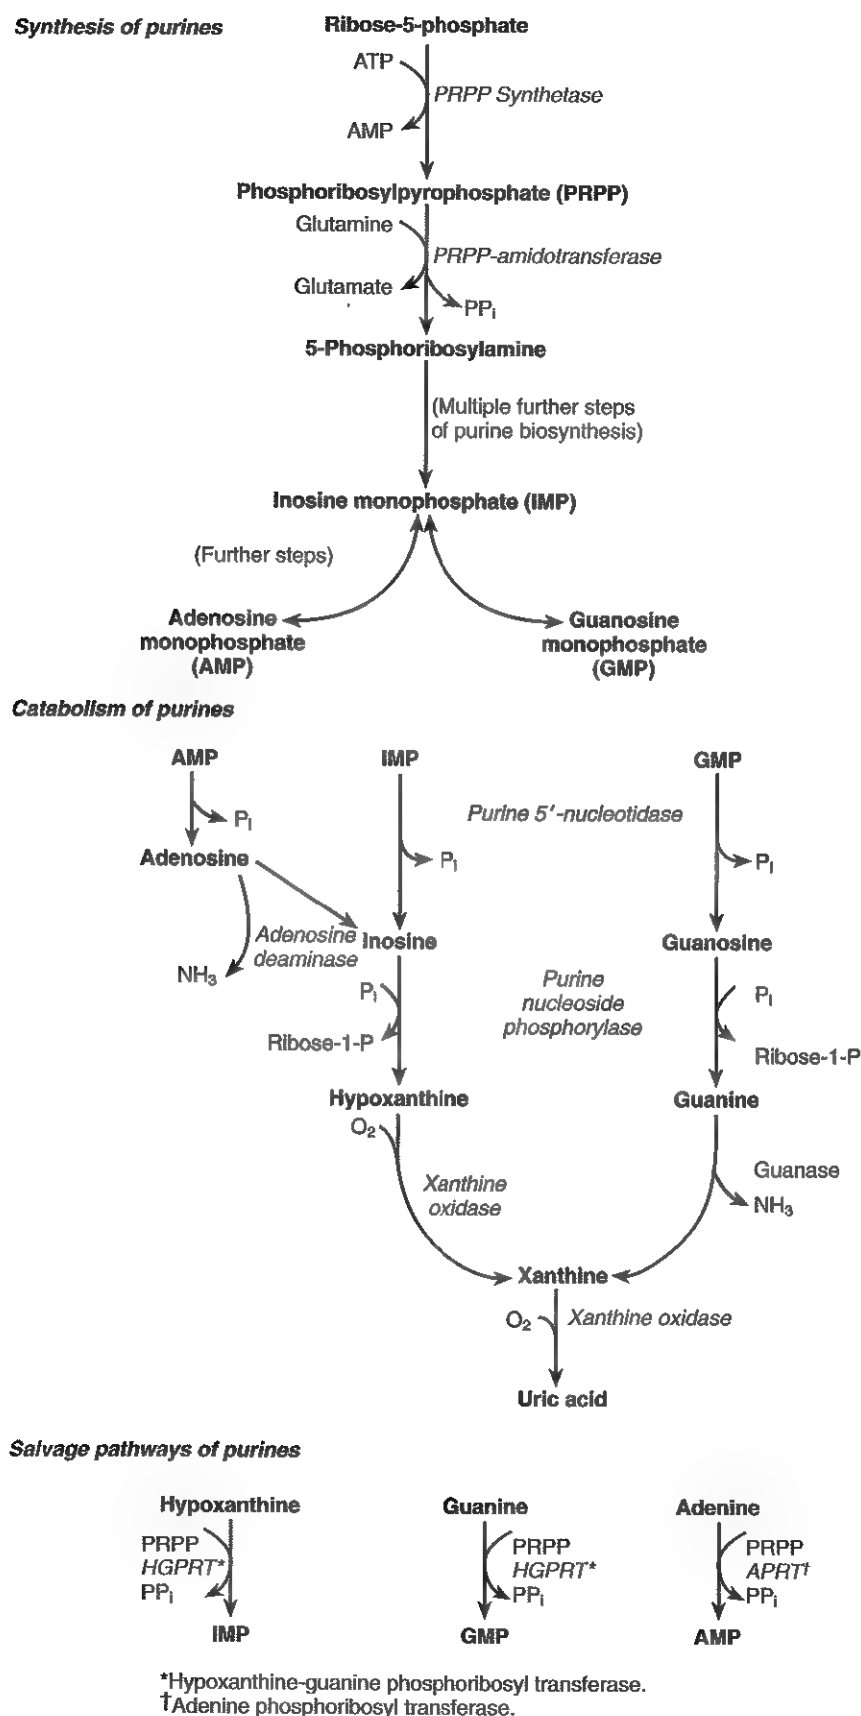 Synthesis of purines
Ribose-5-phosphate
ATP
PRPP Synthetase
AMP
Phosphoribosylpyrophosphate (PRPP)
Glutamine
PRPP-amidotransferase
Glutamate
PPi
5-Phosphoribosylamine
(Multiple further steps
of purine biosynthesis)
Inosine monophosphate (IMP)
(Further steps)
Adenosine
monophosphate
(AMP)
Guanosine
monophosphate
(GMP)
Catabolism of purines
AMP
IMP
GMP
Pi
Purine 5′-nucleotidase
Adenosine
Pi
Pi
Adenosine
deaminase
Inosine
Guanosine
NH3
Pi
Purine
nucleoside
phosphorylase
Pi
Ribose-1-P
Ribose-1-P
Hypoxanthine
Guanine
O2
Xanthine
oxidase
Guanase
NH3
Xanthine
O2
Xanthine oxidase
Uric acid
Salvage pathways of purines
Hypoxanthine
PRPP
HGPRT*
PPi
IMP
Guanine
PRPP
HGPRT*
PPi
GMP
Adenine
PRPP
APRT†
PPi
AMP
*Hypoxanthine-guanine phosphoribosyl transferase.
†Adenine phosphoribosyl transferase.